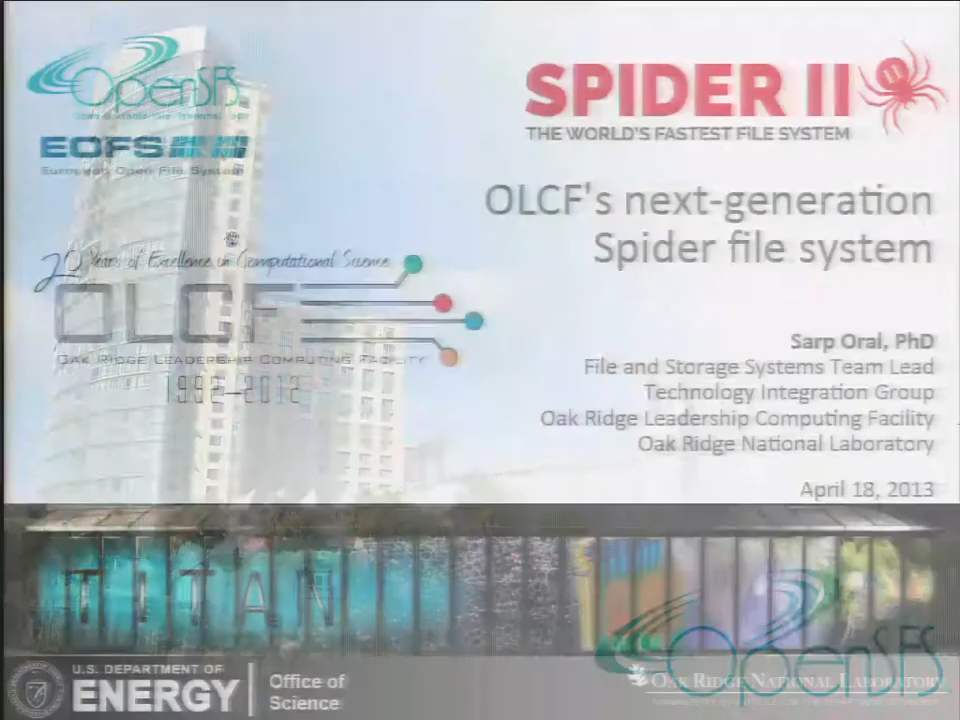 OpenSFS
EOFS
European Open File System
SPIDER II
THE WORLD'S FASTEST FILE SYSTEM
OLCF's next-generation
Spider file system
20 Years of Excellence in Computational Science
OLCF
OAK RIDGE LEADERSHIP COMPUTING FACILITY
1992–2012
Sarp Oral, PhD
File and Storage Systems Team Lead
Technology Integration Group
Oak Ridge Leadership Computing Facility
Oak Ridge National Laboratory
April 18, 2013
TITAN
U.S. DEPARTMENT OF
ENERGY
Office of
Science
OAK RIDGE NATIONAL LABORATORY
OpenSFS